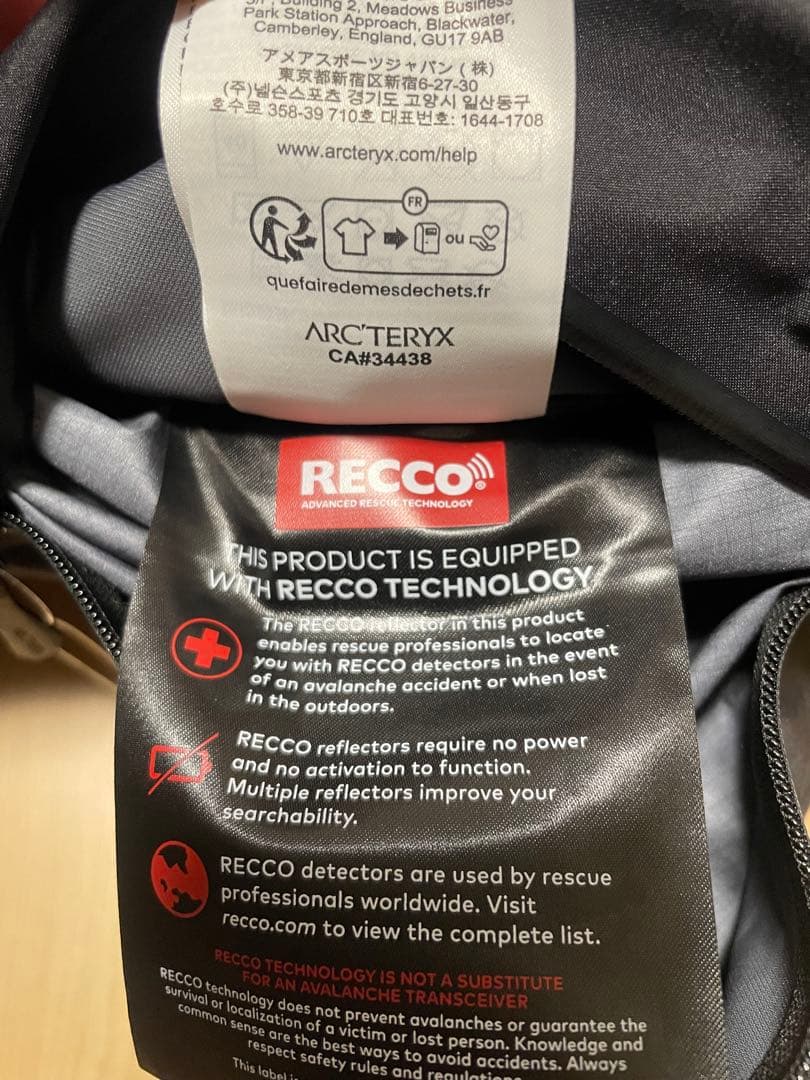 Building 2, Meadows Business
Park Station Approach, Blackwater,
Camberley, England, GU17 9AB
アメアスポーツジャパン(株)
東京都新宿区新宿6-27-30
(주)넬슨스포츠 경기도 고양시 일산동구
호수로 358-39 710호 대표번호: 1644-1708
www.arcteryx.com/help
FR
ou
quefairedemesdechets.fr
ARC'TERYX
CA#34438
RECCO®
ADVANCED RESCUE TECHNOLOGY
THIS PRODUCT IS EQUIPPED
WITH RECCO TECHNOLOGY
The RECCO reflector in this product
enables rescue professionals to locate
you with RECCO detectors in the event
of an avalanche accident or when lost
in the outdoors.
RECCO reflectors require no power
and no activation to function.
Multiple reflectors improve your
searchability.
RECCO detectors are used by rescue
professionals worldwide. Visit
recco.com to view the complete list.
RECCO TECHNOLOGY IS NOT A SUBSTITUTE
FOR AN AVALANCHE TRANSCEIVER
RECCO technology does not prevent avalanches or guarantee the
survival or localization of a victim or lost person. Knowledge and
common sense are the best ways to avoid accidents. Always
respect safety rules and regulations.
This label is